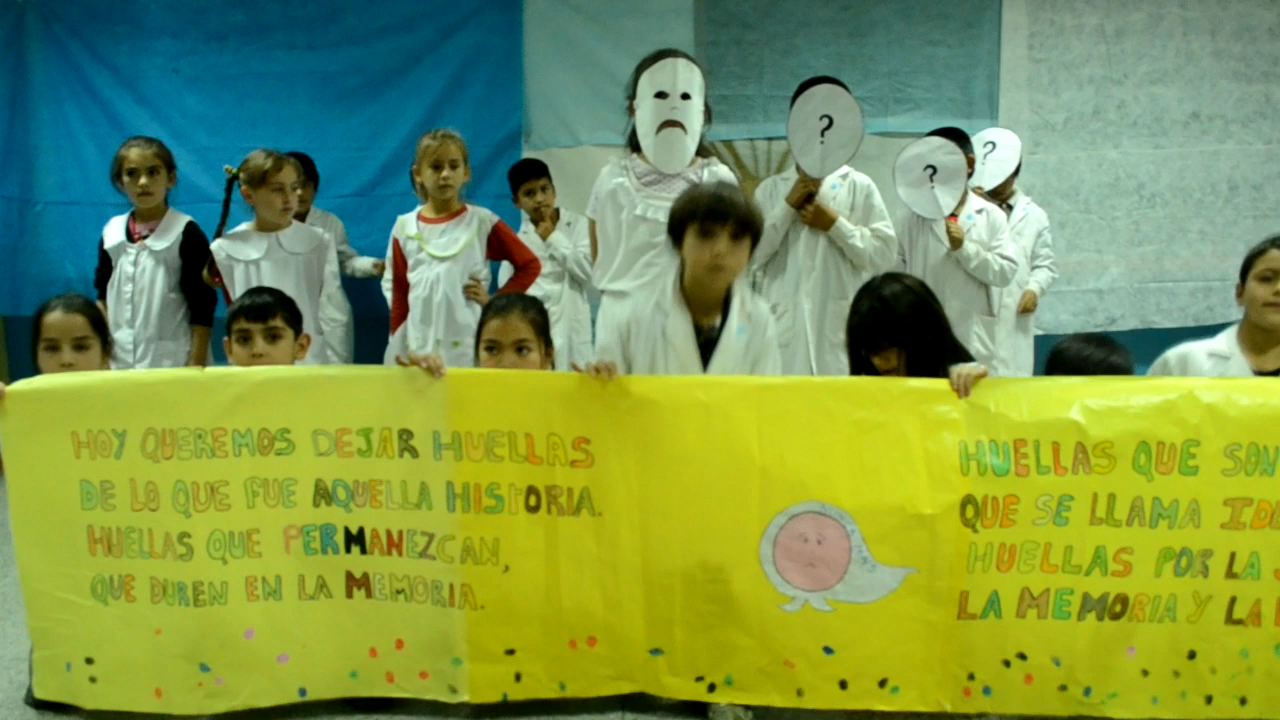 ?
?
?
HOY QUEREMOS DEJAR HUELLAS
DE LO QUE FUE AQUELLA HISTORIA.
HUELLAS QUE PERMANEZCAN,
QUE DUREN EN LA MEMORIA.
HUELLAS QUE SON
QUE SE LLAMA
HUELLAS POR LA
LA MEMORIA Y LA